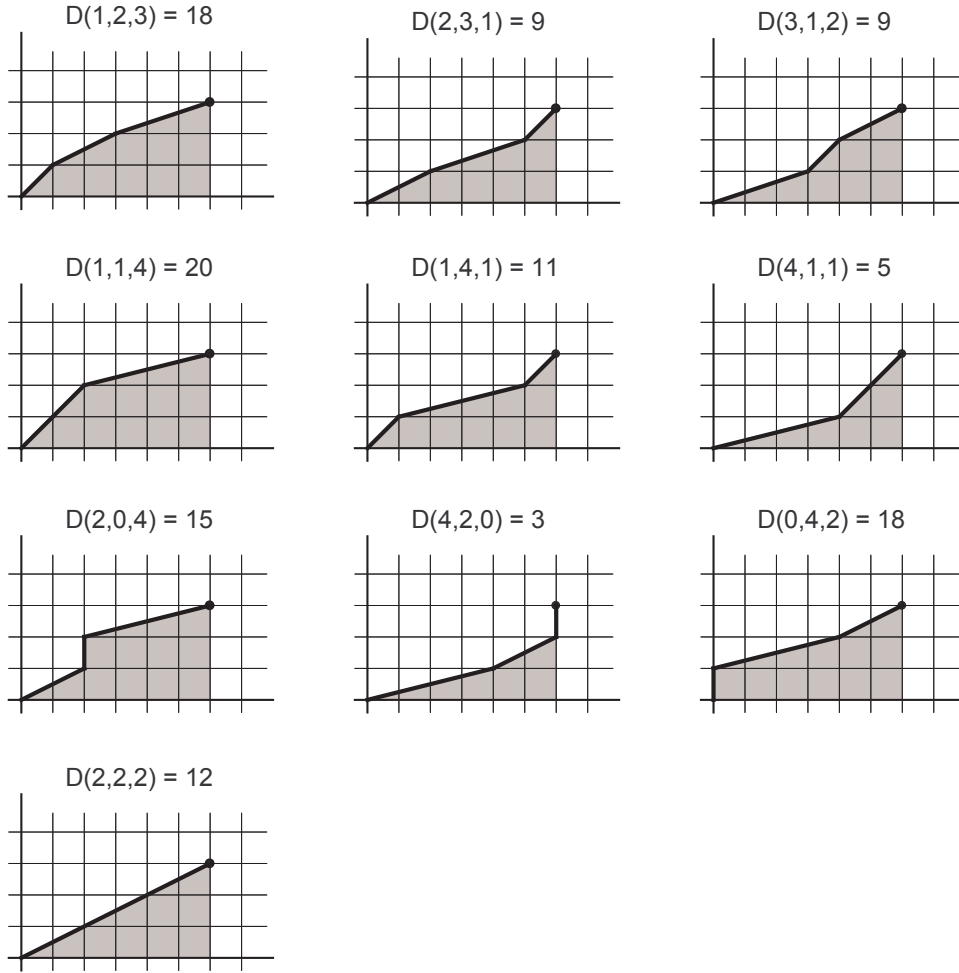 D(1,2,3) = 18
D(2,3,1) = 9
D(3,1,2) = 9
D(1,1,4) = 20
D(1,4,1) = 11
D(4,1,1) = 5
D(2,0,4) = 15
D(4,2,0) = 3
D(0,4,2) = 18
D(2,2,2) = 12